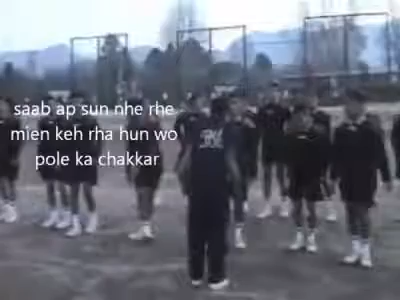 saab ap sun nhe rhe
mien keh rha hun wo
pole ka chakkar